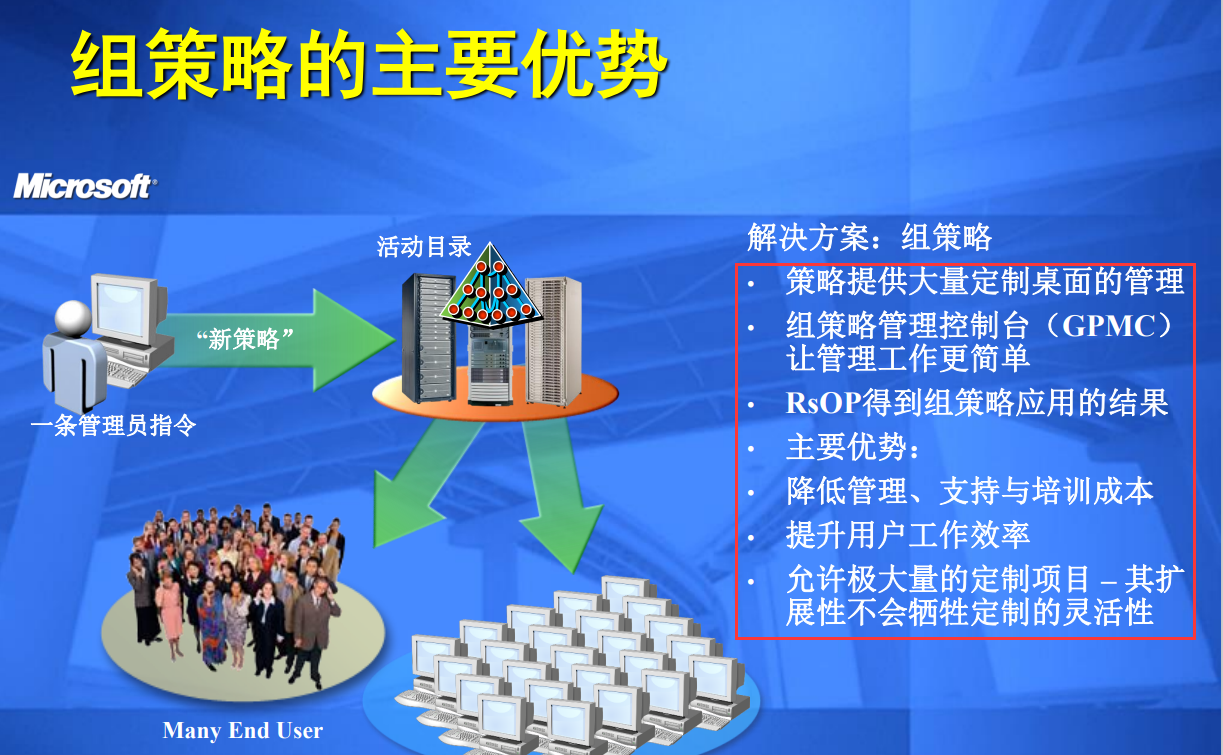 组策略的主要优势
Microsoft®
活动目录
“新策略”
一条管理员指令
Many End User
解决方案：组策略
• 策略提供大量定制桌面的管理
• 组策略管理控制台（GPMC）
让管理工作更简单
• RsOP得到组策略应用的结果
• 主要优势：
• 降低管理、支持与培训成本
• 提升用户工作效率
• 允许极大量的定制项目 – 其扩
展性不会牺牲定制的灵活性